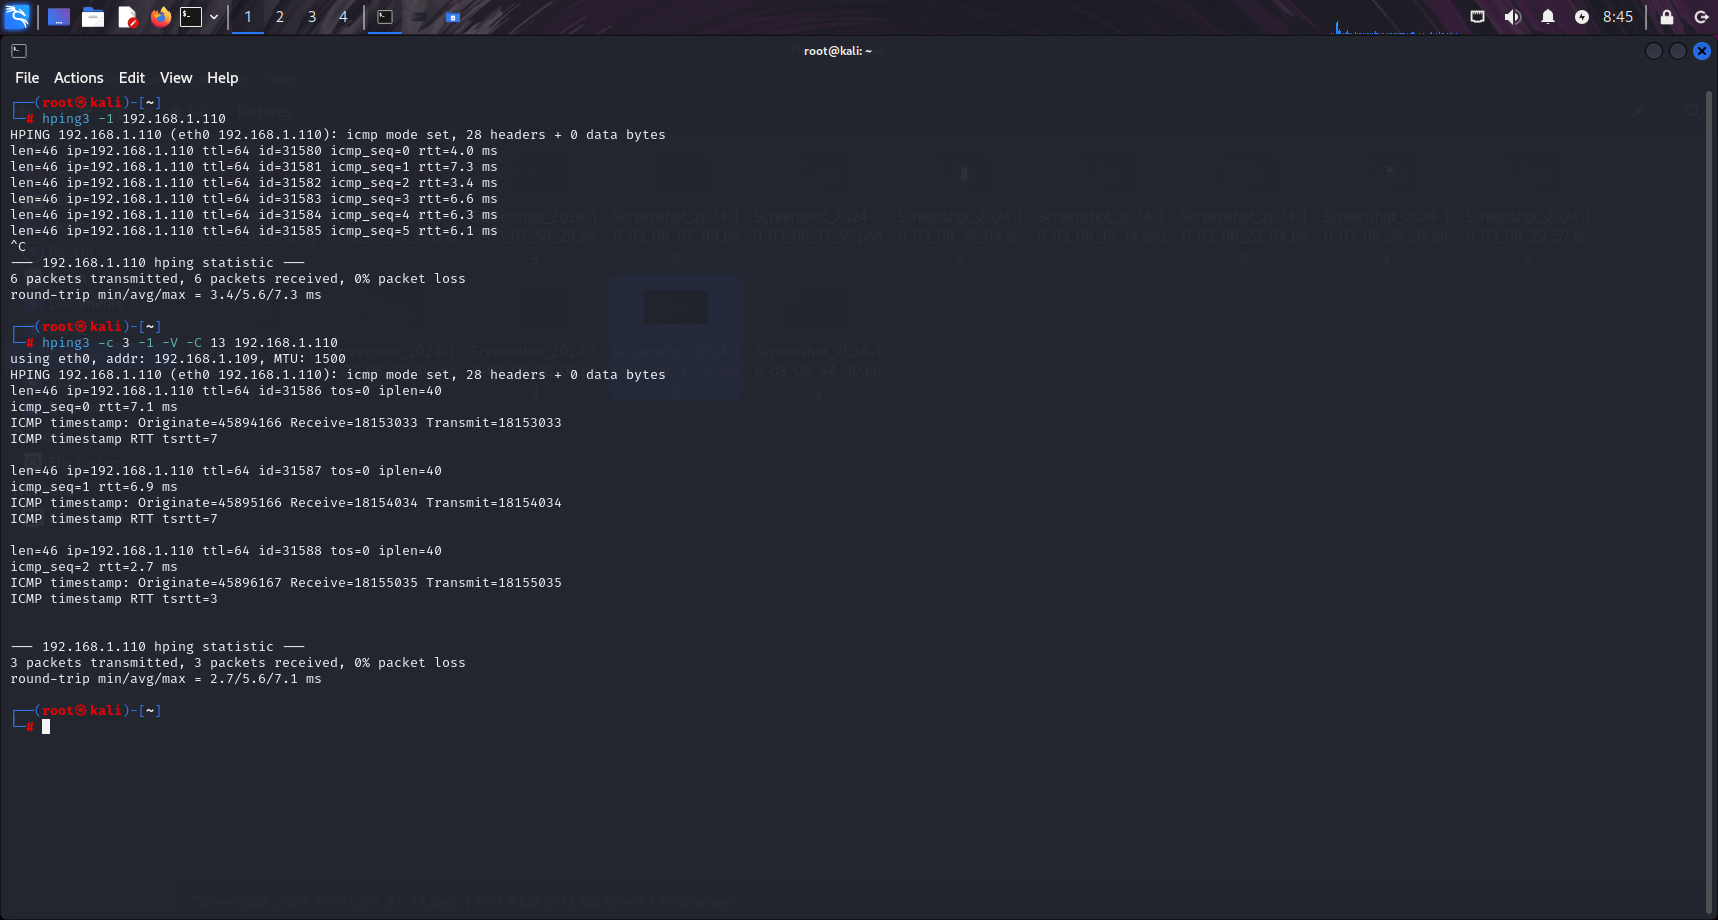 1 2 3 4 8:45
root@kali: ~
File Actions Edit View Help
┌──(root㉿kali)-[~]
└─# hping3 -1 192.168.1.110
HPING 192.168.1.110 (eth0 192.168.1.110): icmp mode set, 28 headers + 0 data bytes
len=46 ip=192.168.1.110 ttl=64 id=31580 icmp_seq=0 rtt=4.0 ms
len=46 ip=192.168.1.110 ttl=64 id=31581 icmp_seq=1 rtt=7.3 ms
len=46 ip=192.168.1.110 ttl=64 id=31582 icmp_seq=2 rtt=3.4 ms
len=46 ip=192.168.1.110 ttl=64 id=31583 icmp_seq=3 rtt=6.6 ms
len=46 ip=192.168.1.110 ttl=64 id=31584 icmp_seq=4 rtt=6.3 ms
len=46 ip=192.168.1.110 ttl=64 id=31585 icmp_seq=5 rtt=6.1 ms
^C
--- 192.168.1.110 hping statistic ---
6 packets transmitted, 6 packets received, 0% packet loss
round-trip min/avg/max = 3.4/5.6/7.3 ms
┌──(root㉿kali)-[~]
└─# hping3 -c 3 -1 -V -C 13 192.168.1.110
using eth0, addr: 192.168.1.109, MTU: 1500
HPING 192.168.1.110 (eth0 192.168.1.110): icmp mode set, 28 headers + 0 data bytes
len=46 ip=192.168.1.110 ttl=64 id=31586 tos=0 iplen=40
icmp_seq=0 rtt=7.1 ms
ICMP timestamp: Originate=45894166 Receive=18153033 Transmit=18153033
ICMP timestamp RTT tsrtt=7
len=46 ip=192.168.1.110 ttl=64 id=31587 tos=0 iplen=40
icmp_seq=1 rtt=6.9 ms
ICMP timestamp: Originate=45895166 Receive=18154034 Transmit=18154034
ICMP timestamp RTT tsrtt=7
len=46 ip=192.168.1.110 ttl=64 id=31588 tos=0 iplen=40
icmp_seq=2 rtt=2.7 ms
ICMP timestamp: Originate=45896167 Receive=18155035 Transmit=18155035
ICMP timestamp RTT tsrtt=3
--- 192.168.1.110 hping statistic ---
3 packets transmitted, 3 packets received, 0% packet loss
round-trip min/avg/max = 2.7/5.6/7.1 ms
┌──(root㉿kali)-[~]
└─#